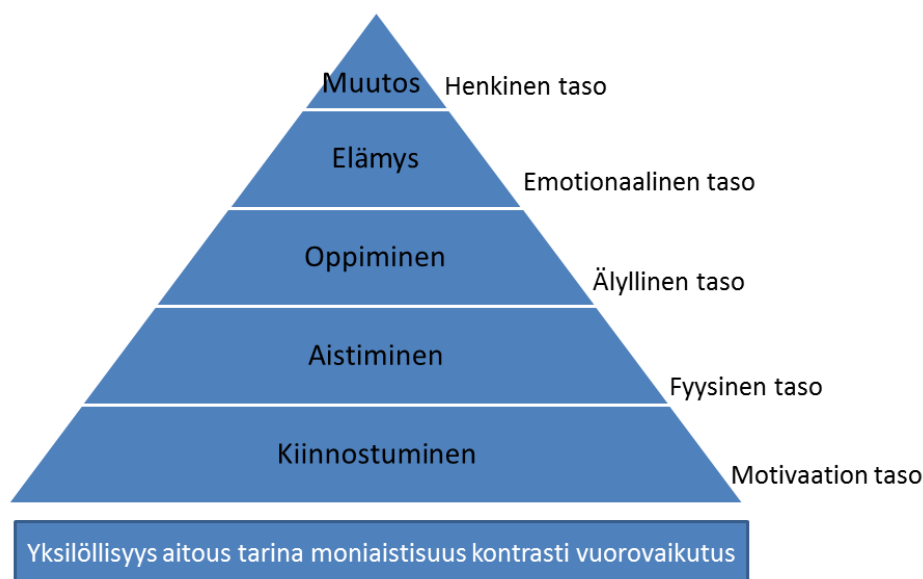 Muutos
Henkinen taso
Elämys
Emotionaalinen taso
Oppiminen
Älyllinen taso
Aistiminen
Fyysinen taso
Kiinnostuminen
Motivaation taso
Yksilöllisyys aitous tarina moniaistisuus kontrasti vuorovaikutus